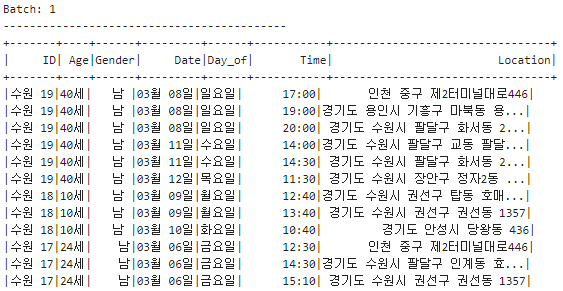 Batch: 1
-------------------------------------------
+-------+----+------+-------+------+-----------+----------------------------+
| ID| Age|Gender| Date|Day_of| Time| Location|
+-------+----+------+-------+------+-----------+----------------------------+
|수원 19|40세| 남 |03월 08일|일요일| 17:00| 인천 중구 제2터미널대로446|
|수원 19|40세| 남 |03월 08일|일요일| 19:00|경기도 용인시 기흥구 마북동 용...|
|수원 19|40세| 남 |03월 08일|일요일| 20:00| 경기도 수원시 팔달구 화서동 2...|
|수원 19|40세| 남 |03월 11일|수요일| 14:00|경기도 수원시 팔달구 교동 팔달...|
|수원 19|40세| 남 |03월 11일|수요일| 14:30| 경기도 수원시 팔달구 화서동 2...|
|수원 19|40세| 남 |03월 12일|목요일| 11:30| 경기도 수원시 장안구 정자2동 ...|
|수원 18|10세| 남 |03월 09일|월요일| 12:40|경기도 수원시 권선구 탑동 호매...|
|수원 18|10세| 남 |03월 09일|월요일| 13:40| 경기도 수원시 권선구 권선동 1357|
|수원 18|10세| 남 |03월 10일|화요일| 10:40| 경기도 안성시 당왕동 436|
|수원 17|24세| 남|03월 06일|금요일| 12:30| 인천 중구 제2터미널대로446|
|수원 17|24세| 남|03월 06일|금요일| 14:30|경기도 수원시 팔달구 인계동 효...|
|수원 17|24세| 남|03월 06일|금요일| 15:10| 경기도 수원시 권선구 권선동 1357|